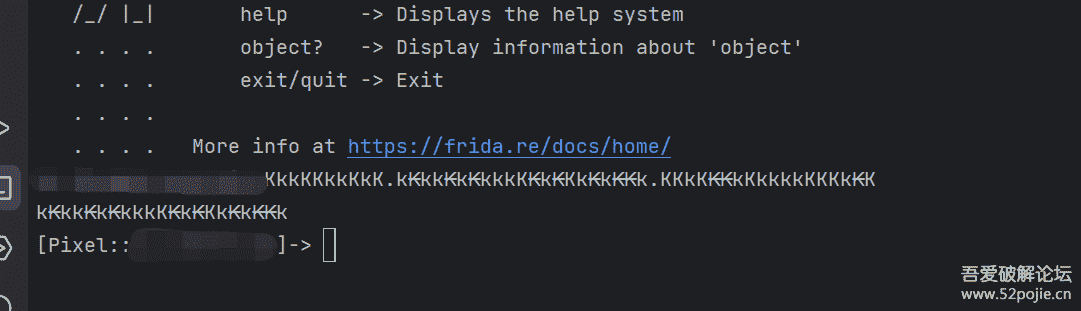 /_/ |_|       help      -> Displays the help system
. . . .       object?   -> Display information about 'object'
. . . .       exit/quit -> Exit
. . . .
. . . .   More info at https://frida.re/docs/home/
[Pixel::]->
吾爱破解论坛
www.52pojie.cn